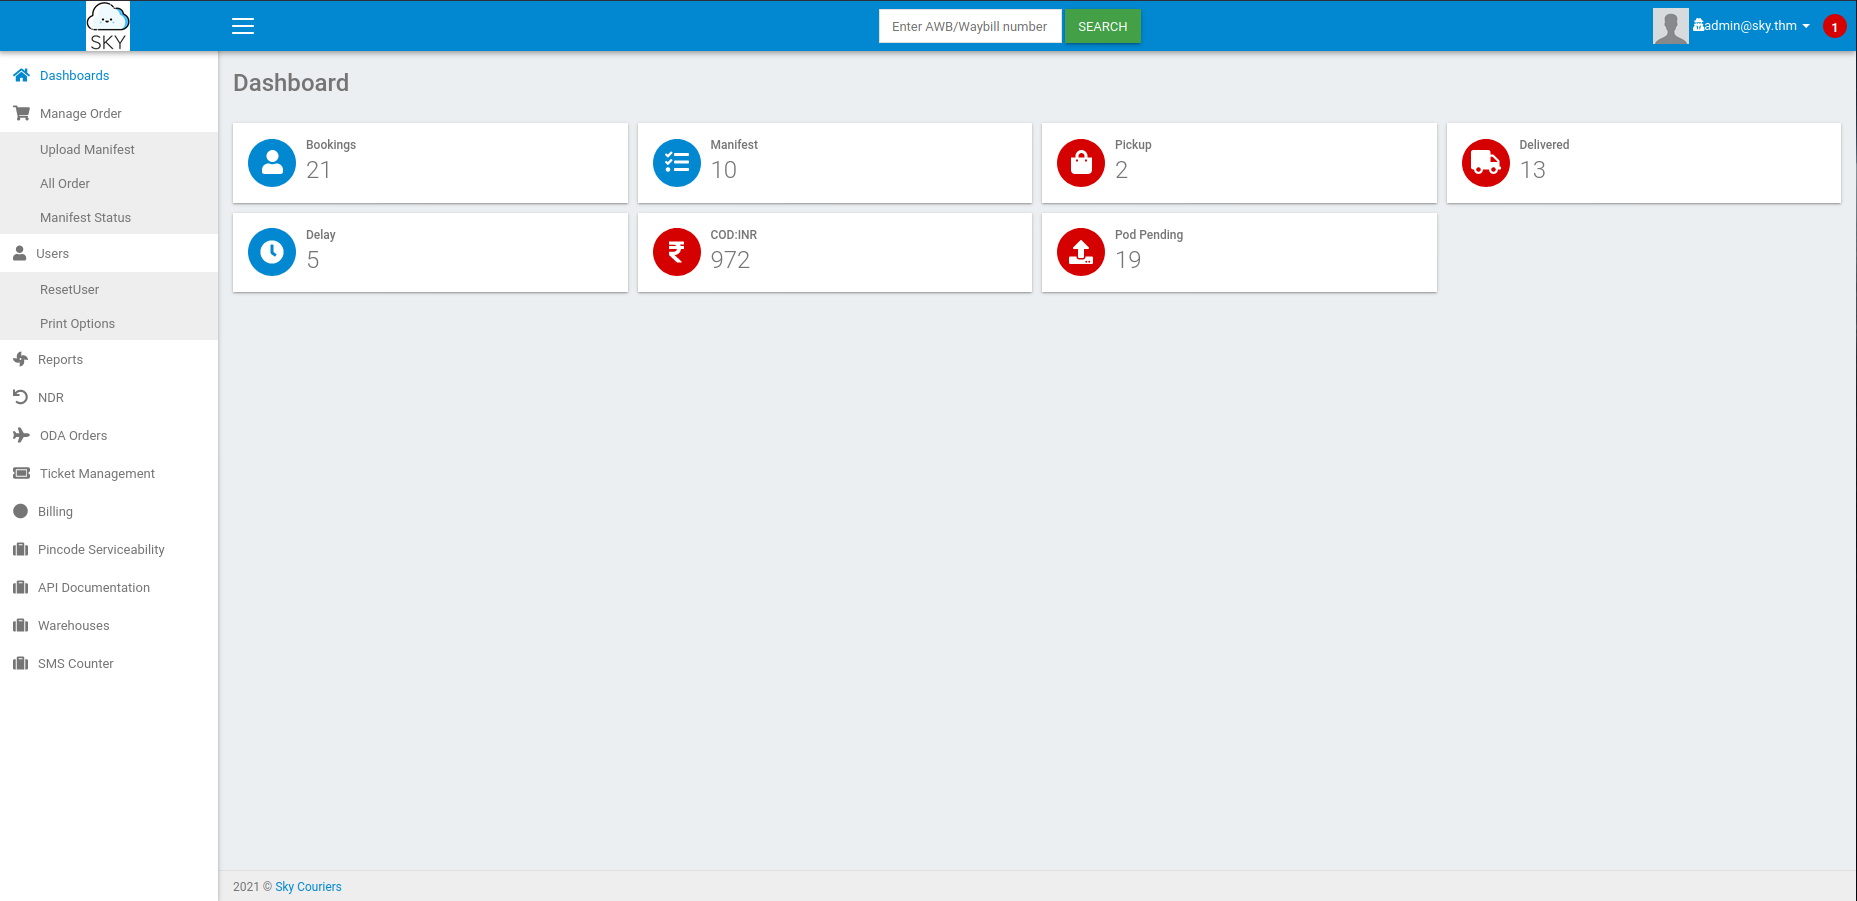 SKY
Enter AWB/Waybill number
SEARCH
admin@sky.thm
1
Dashboards
Manage Order
Upload Manifest
All Order
Manifest Status
Users
ResetUser
Print Options
Reports
NDR
ODA Orders
Ticket Management
Billing
Pincode Serviceability
API Documentation
Warehouses
SMS Counter
Dashboard
Bookings
21
Manifest
10
Pickup
2
Delivered
13
Delay
5
COD:INR
972
Pod Pending
19
2021 © Sky Couriers